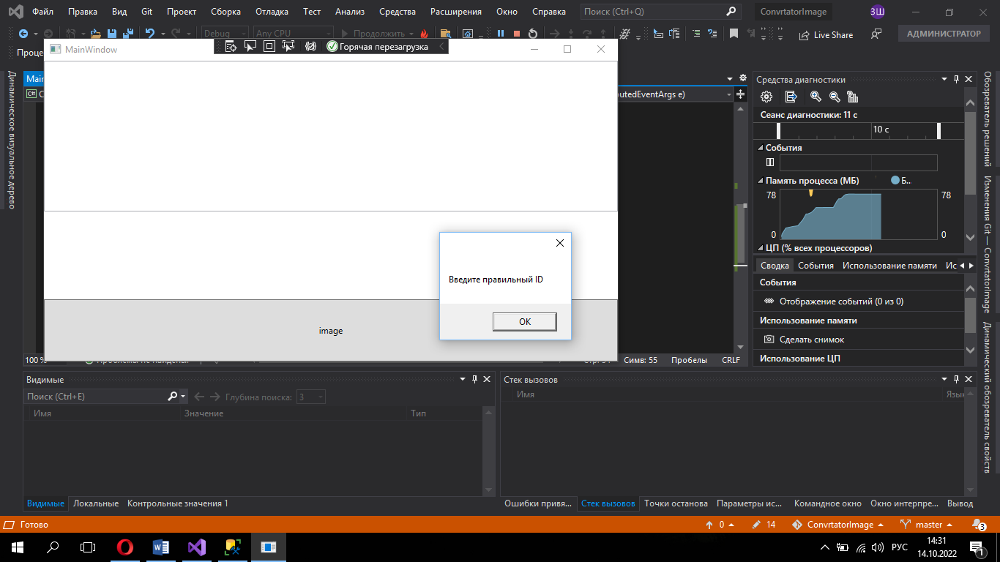 Файл Правка Вид Git Проект Сборка Отладка Тест Анализ Средства Расширения Окно Справка Поиск (Ctrl+Q) ConvrtatorImage ЗШ
Debug Any CPU Продолжить Live Share АДМИНИСТРАТОР
Проце
MainWindow
Горячая перезагрузка
Main
C
outedEventArgs e)
Динамическое визуальное дерево
Введите правильный ID
OK
image
100 % Проблемы не найдены Стр: 54 Симв: 55 Пробелы CRLF
Средства диагностики
Сеанс диагностики: 11 с
10 с
События
Память процесса (МБ) Б...
78 78
0 0
ЦП (% всех процессоров)
Сводка События Использование памяти Ис
События
Отображение событий (0 из 0)
Использование памяти
Сделать снимок
Использование ЦП
Обозреватель решений
Изменения Git — ConvrtatorImage
Динамический обозреватель свойств
Видимые
Поиск (Ctrl+E) Глубина поиска: 3
Имя Значение Тип
Видимые Локальные Контрольные значения 1
Стек вызовов
Имя Язык
Ошибки привя... Стек вызовов Точки останова Параметры ис... Командное окно Окно интерпре... Вывод
Готово 0 14 ConvrtatorImage master 3
РУС 14:31
14.10.2022 1